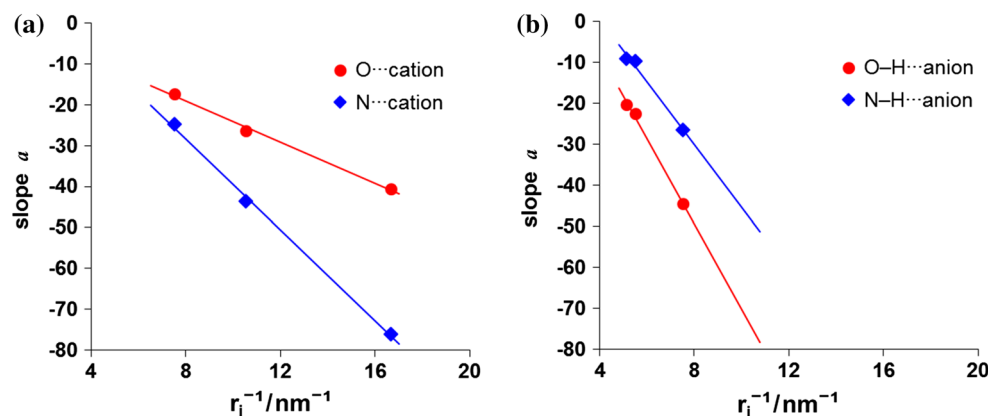 (a)
-0
-10
-20
-30
-40
-50
-60
-70
-80
slope a
O···cation
N···cation
4 8 12 16 20
rᵢ⁻¹/nm⁻¹
(b)
0
-10
-20
-30
-40
-50
-60
-70
-80
slope a
O–H···anion
N–H···anion
4 8 12 16 20
rᵢ⁻¹/nm⁻¹